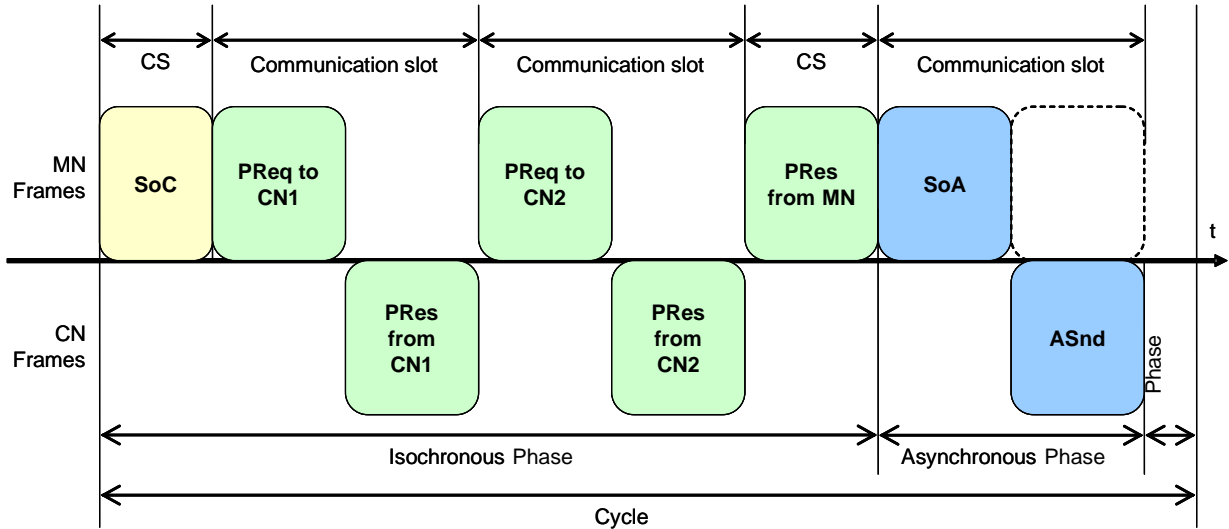 CS
Communication slot
Communication slot
CS
Communication slot
MN
Frames
SoC
PReq to
CN1
PReq to
CN2
PRes
from MN
SoA
t
CN
Frames
PRes
from
CN1
PRes
from
CN2
ASnd
Phase
Isochronous Phase
Asynchronous Phase
Cycle